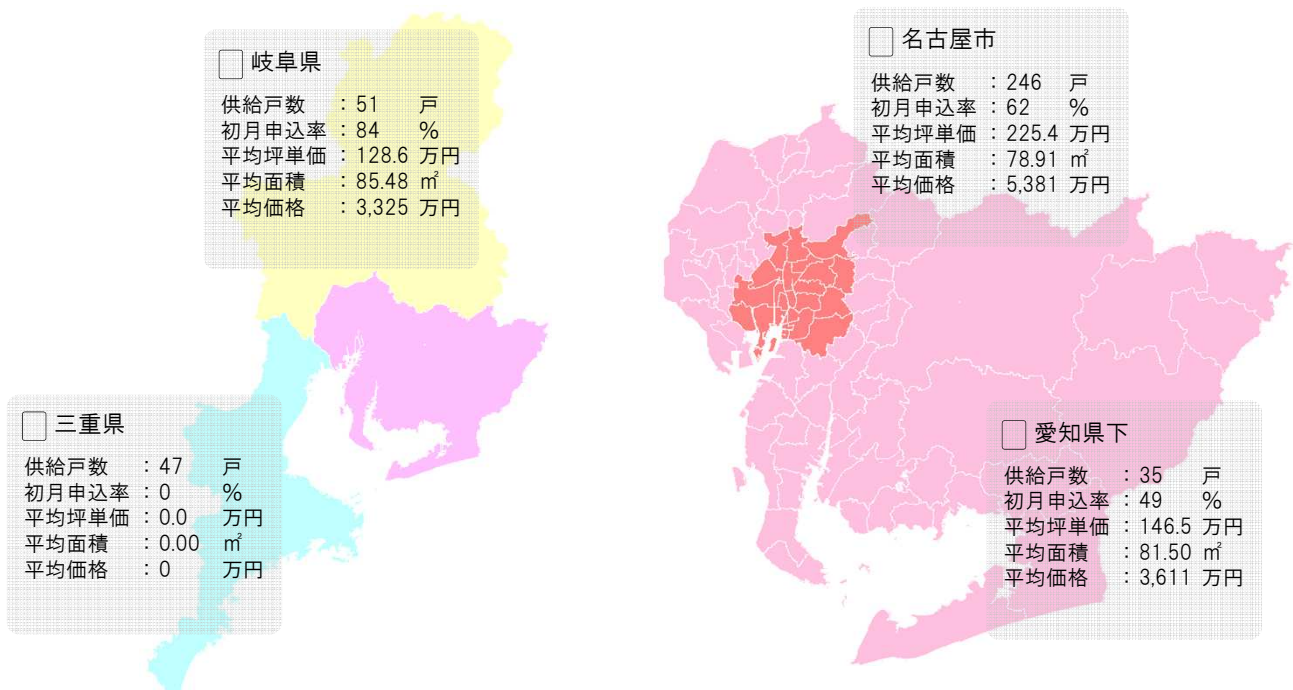 岐阜県
供給戸数 : 51 戸
初月申込率 : 84 %
平均坪単価 : 128.6 万円
平均面積 : 85.48 ㎡
平均価格 : 3,325 万円
名古屋市
供給戸数 : 246 戸
初月申込率 : 62 %
平均坪単価 : 225.4 万円
平均面積 : 78.91 ㎡
平均価格 : 5,381 万円
三重県
供給戸数 : 47 戸
初月申込率 : 0 %
平均坪単価 : 0.0 万円
平均面積 : 0.00 ㎡
平均価格 : 0 万円
愛知県下
供給戸数 : 35 戸
初月申込率 : 49 %
平均坪単価 : 146.5 万円
平均面積 : 81.50 ㎡
平均価格 : 3,611 万円